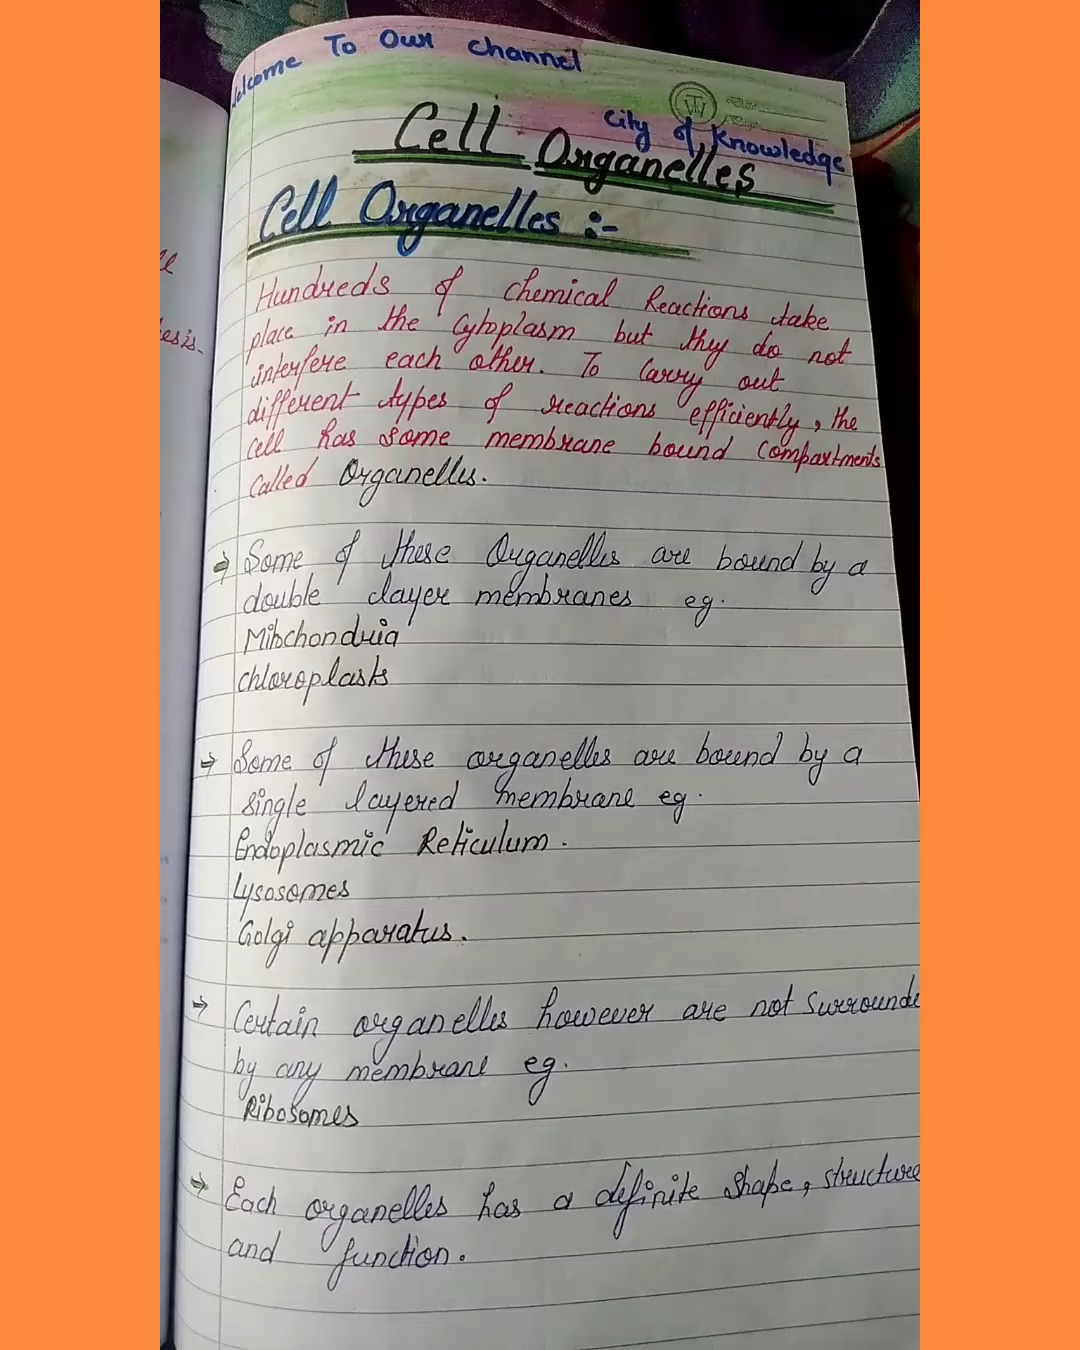 Welcome To Our channel
City of Knowledge
Cell Organelles
Cell Organelles :-
Hundreds of chemical Reactions take
place in the Cytoplasm but they do not
interfere each other. To Carry out
different types of reactions efficiently, the
Cell has some membrane bound Compartments
Called Organelles.
⇒ Some of these Organelles are bound by a
double layer membranes eg.
Mitochondria
chloroplasts
⇒ Some of these organelles are bound by a
single layered membrane eg.
Endoplasmic Reticulum.
Lysosomes
Golgi apparatus.
⇒ Certain organelles however are not Surrounde
by any membrane eg.
Ribosomes
⇒ Each organelles has a definite shape, structure
and function.